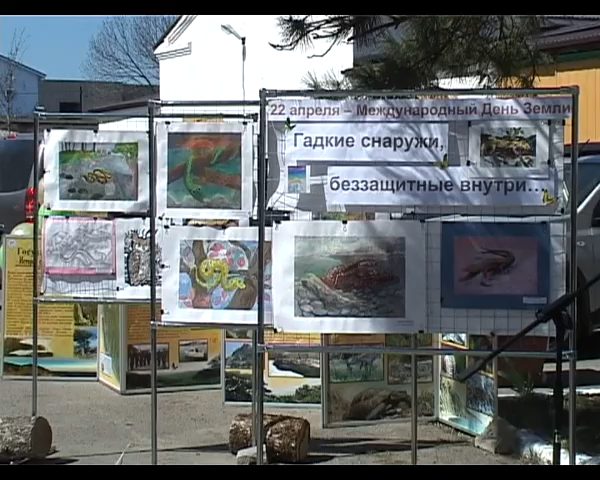 22 апреля – Международный День Земли
Гадкие снаружи,
беззащитные внутри...